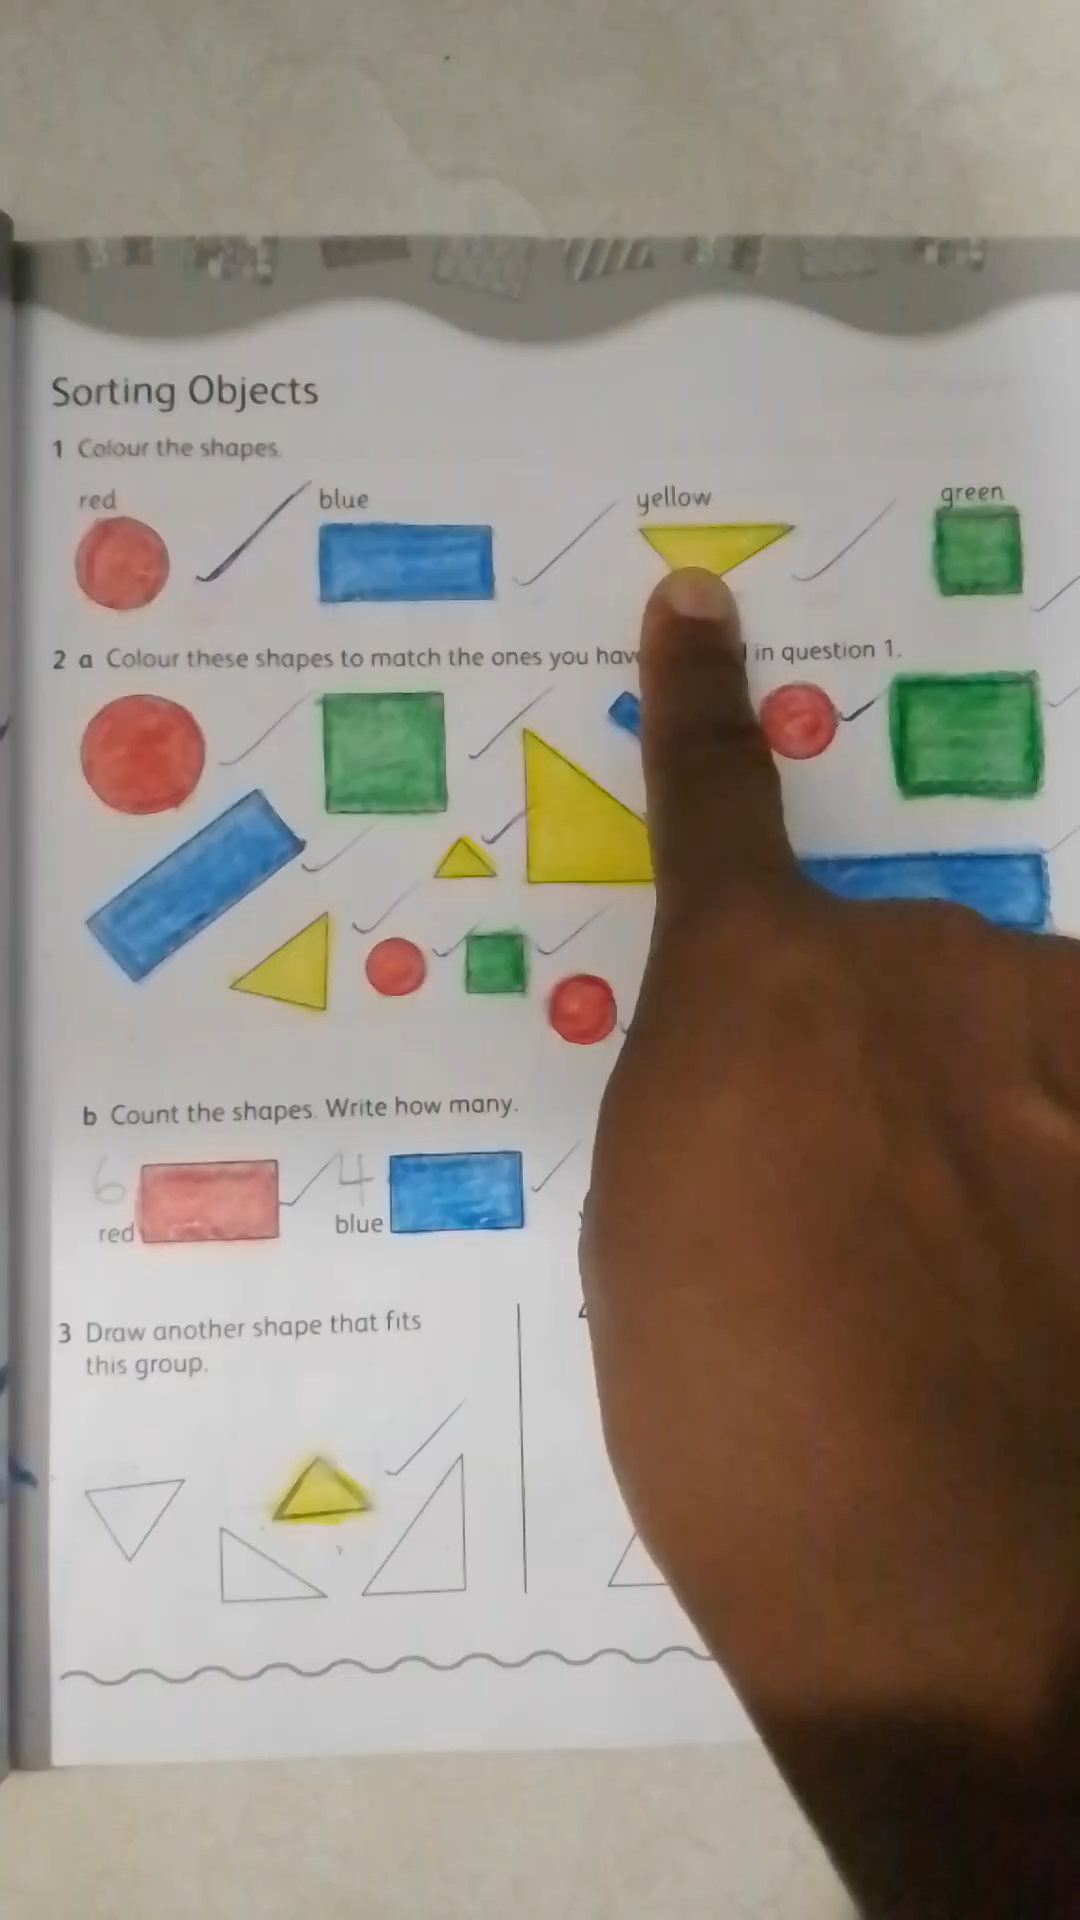 Sorting Objects
1 Colour the shapes.
red blue yellow green
2 a Colour these shapes to match the ones you have in question 1.
b Count the shapes. Write how many.
6 4
red blue
3 Draw another shape that fits
this group.